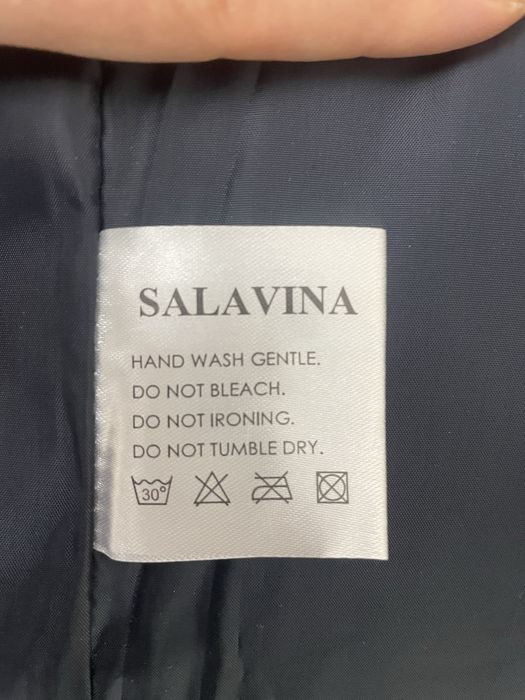 SALAVINA
HAND WASH GENTLE.
DO NOT BLEACH.
DO NOT IRONING.
DO NOT TUMBLE DRY.
30°